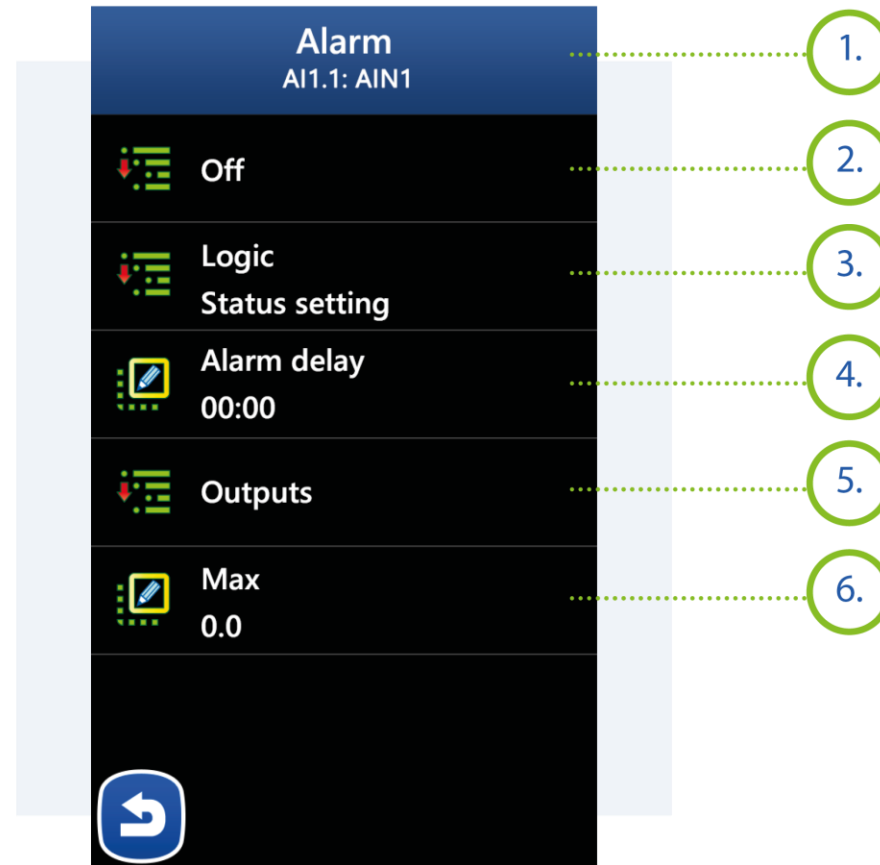 Alarm
AI1.1: AIN1
1.
Off
2.
Logic
Status setting
3.
Alarm delay
00:00
4.
Outputs
5.
Max
0.0
6.